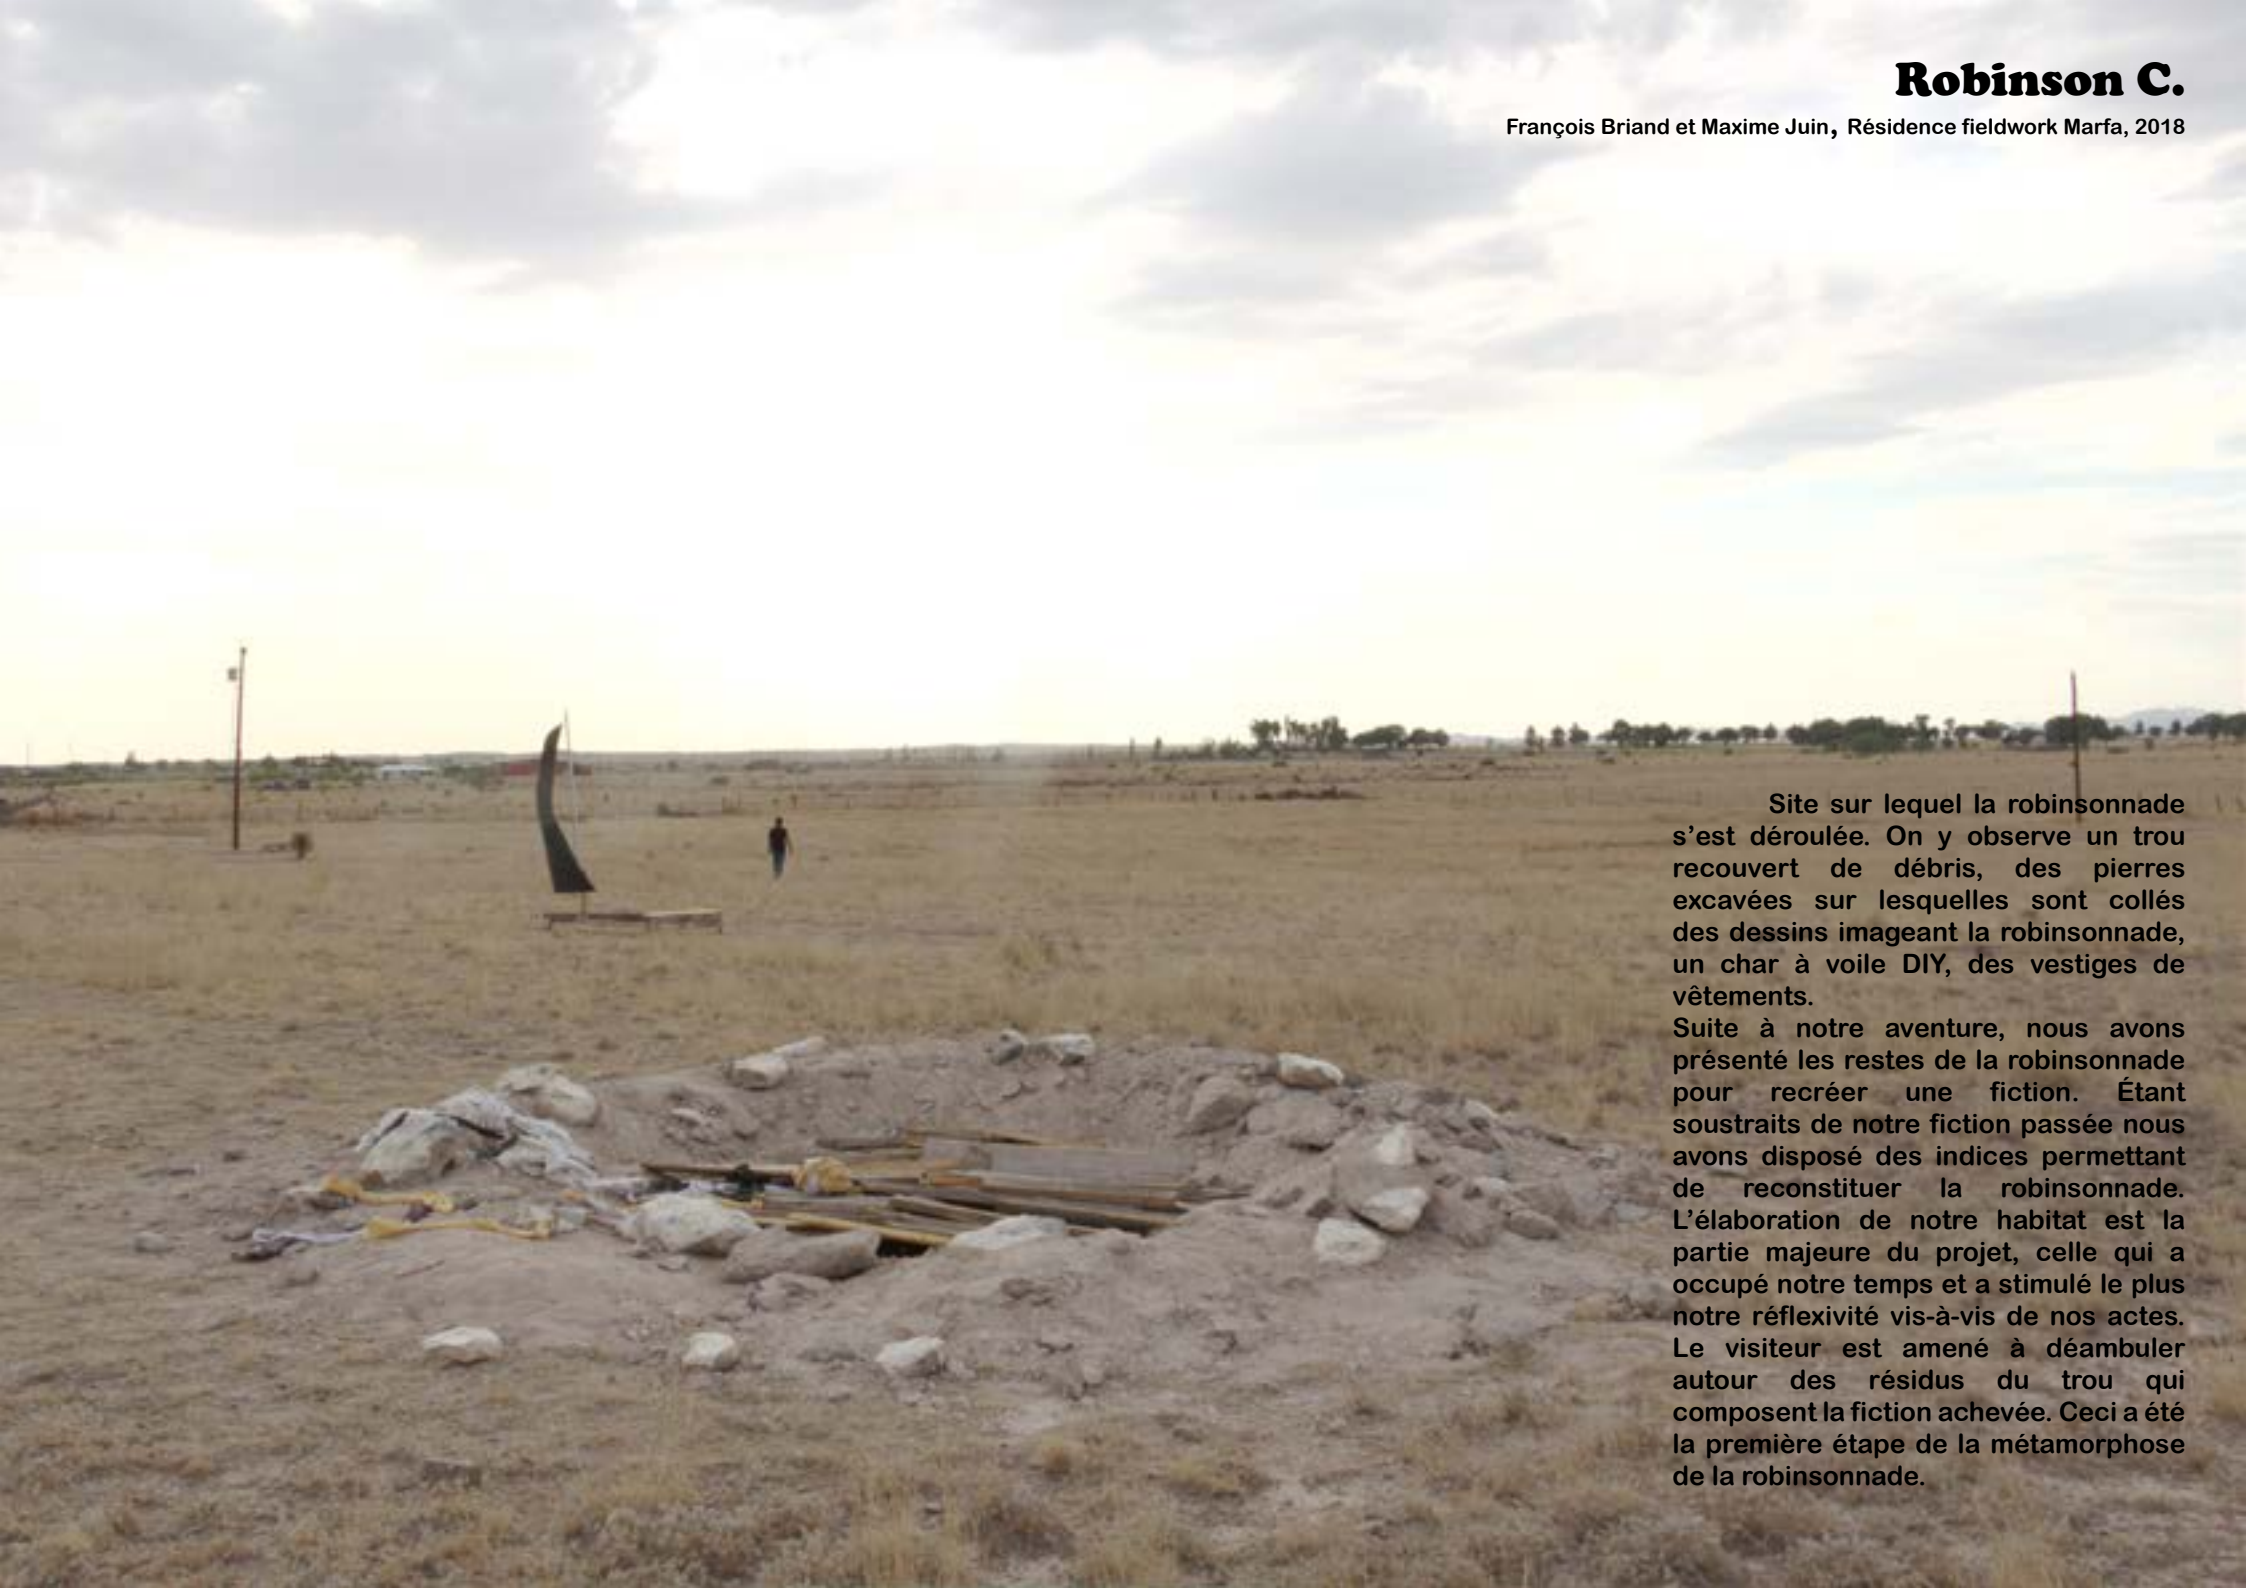 Robinson C.
François Briand et Maxime Juin, Résidence fieldwork Marfa, 2018
Site sur lequel la robinsonnade
s’est déroulée. On y observe un trou
recouvert de débris, des pierres
excavées sur lesquelles sont collés
des dessins imageant la robinsonnade,
un char à voile DIY, des vestiges de
vêtements.
Suite à notre aventure, nous avons
présenté les restes de la robinsonnade
pour recréer une fiction. Étant
soustraits de notre fiction passée nous
avons disposé des indices permettant
de reconstituer la robinsonnade.
L’élaboration de notre habitat est la
partie majeure du projet, celle qui a
occupé notre temps et a stimulé le plus
notre réflexivité vis-à-vis de nos actes.
Le visiteur est amené à déambuler
autour des résidus du trou qui
composent la fiction achevée. Ceci a été
la première étape de la métamorphose
de la robinsonnade.